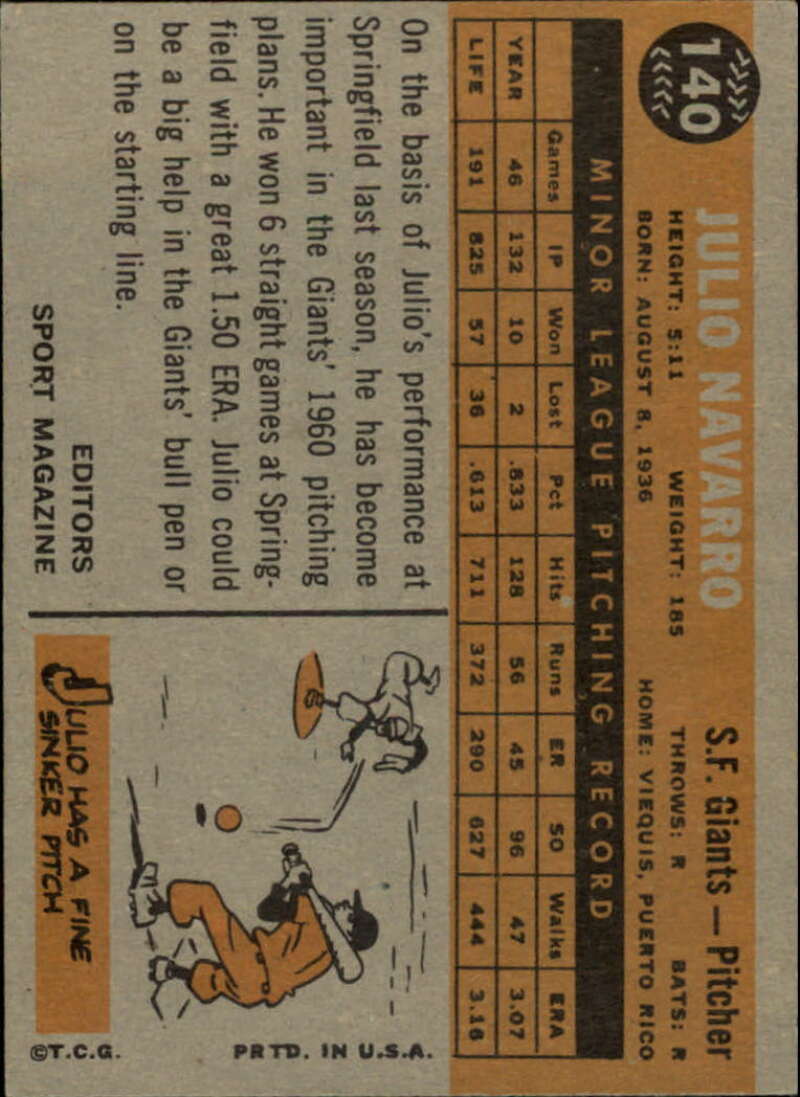 140
JULIO NAVARRO
S.F. Giants — Pitcher
HEIGHT: 5:11 WEIGHT: 185 THROWS: R BATS: R
BORN: AUGUST 8, 1936 HOME: VIEQUIS, PUERTO RICO
MINOR LEAGUE PITCHING RECORD
Games IP Won Lost Pct Hits Runs ER SO Walks ERA
YEAR 46 132 10 2 .833 128 56 45 96 47 3.07
LIFE 191 825 57 36 .613 711 372 290 627 444 3.16
On the basis of Julio's performance at
Springfield last season, he has become
important in the Giants' 1960 pitching
plans. He won 6 straight games at Spring-
field with a great 1.50 ERA. Julio could
be a big help in the Giants' bull pen or
on the starting line.
EDITORS
SPORT MAGAZINE
JULIO HAS A FINE
SINKER PITCH
PRTD. IN U.S.A.
©T.C.G.